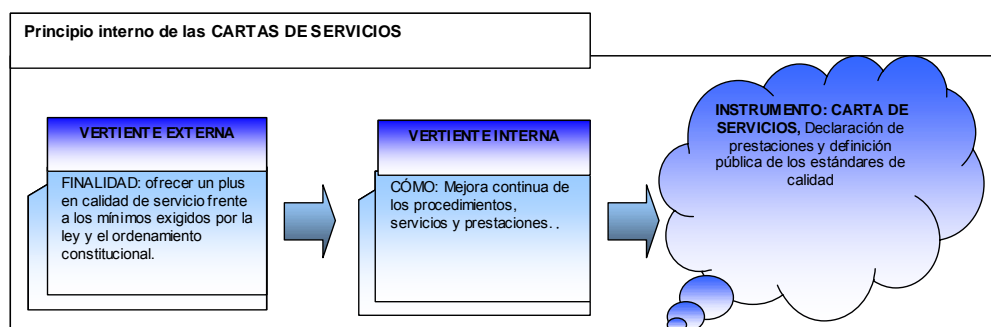 Principio interno de las CARTAS DE SERVICIOS
VERTIENTE EXTERNA
FINALIDAD: ofrecer un plus
en calidad de servicio frente
a los mínimos exigidos por la
ley y el ordenamiento
constitucional.
VERTIENTE INTERNA
CÓMO: Mejora continua de
los procedimientos,
servicios y prestaciones. .
INSTRUMENTO: CARTA DE
SERVICIOS, Declaración de
prestaciones y definición
pública de los estándares de
calidad